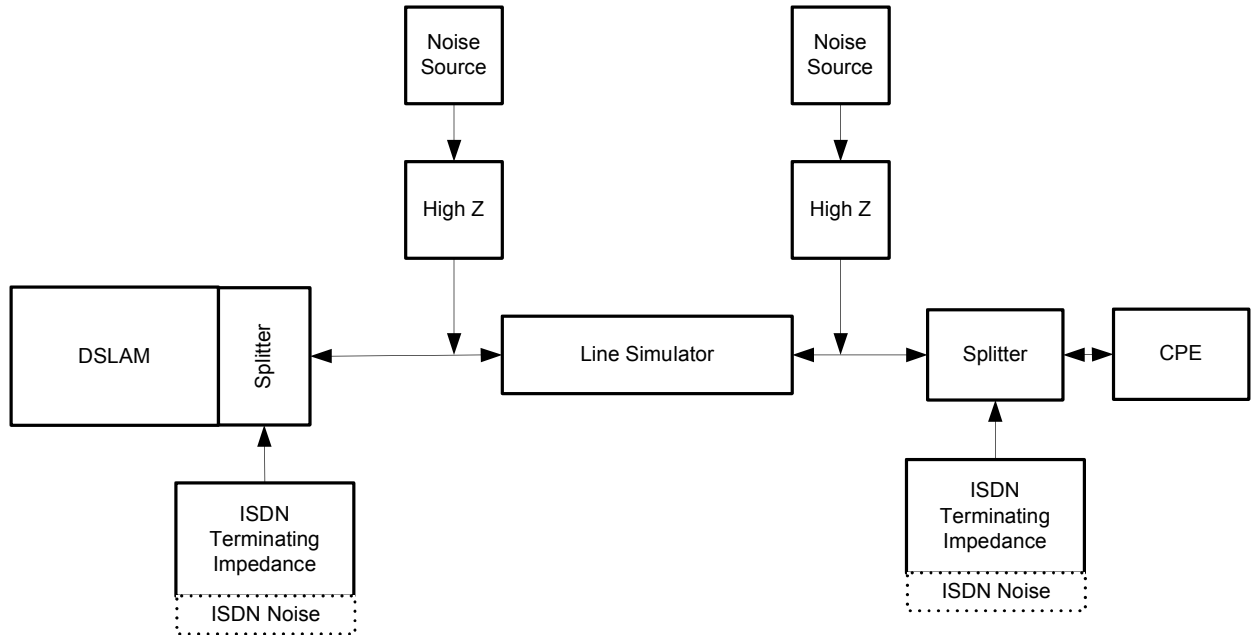 Noise
Source
Noise
Source
High Z
High Z
DSLAM
Splitter
Line Simulator
Splitter
CPE
ISDN
Terminating
Impedance
ISDN Noise
ISDN
Terminating
Impedance
ISDN Noise